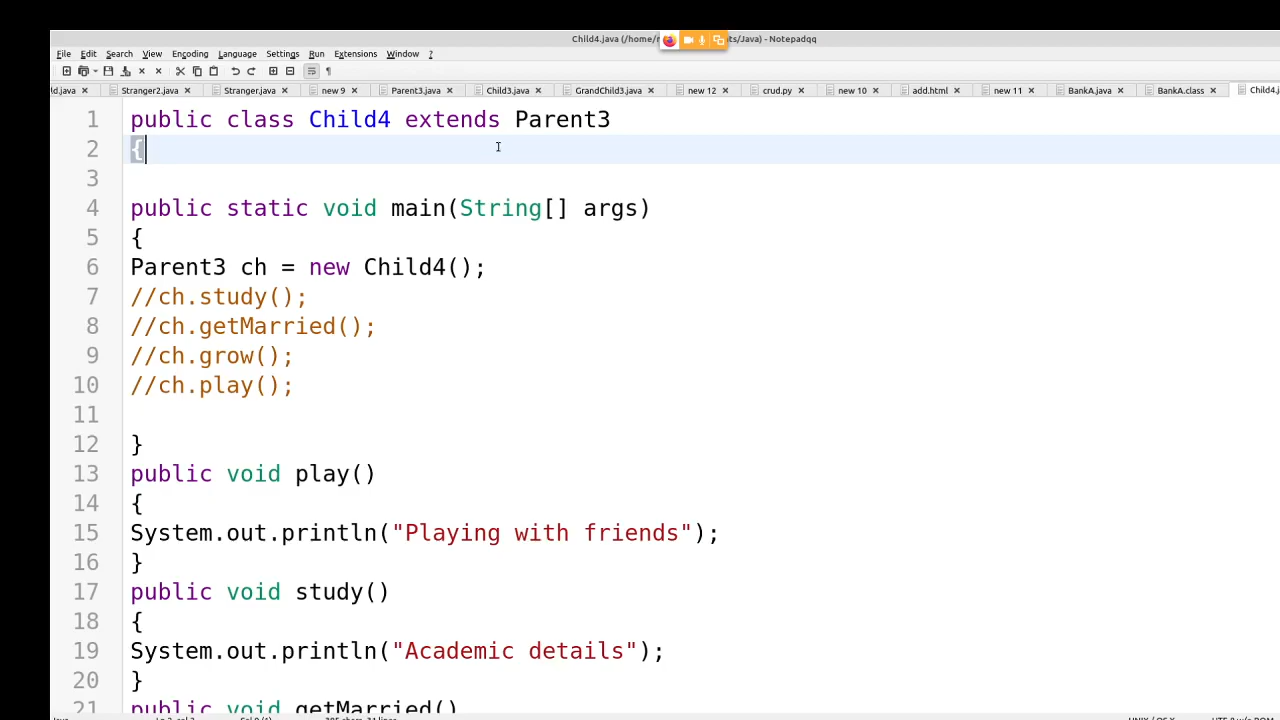 Child4.java (/home/ ts/Java) - Notepadqq
File Edit Search View Encoding Language Settings Run Extensions Window ?
ld.java Stranger2.java Stranger.java new 9 Parent3.java Child3.java GrandChild3.java new 12 crud.py new 10 add.html new 11 BankA.java BankA.class Child4.j
1 public class Child4 extends Parent3
2 {
3
4 public static void main(String[] args)
5 {
6 Parent3 ch = new Child4();
7 //ch.study();
8 //ch.getMarried();
9 //ch.grow();
10 //ch.play();
11
12 }
13 public void play()
14 {
15 System.out.println("Playing with friends");
16 }
17 public void study()
18 {
19 System.out.println("Academic details");
20 }
21 public void getMarried()